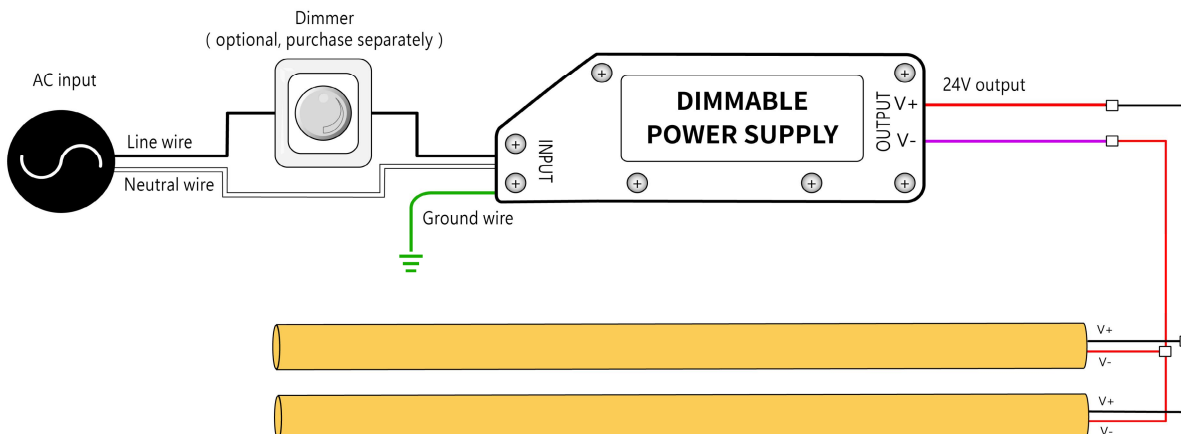 Dimmer
( optional, purchase separately )
AC input
Line wire
Neutral wire
Ground wire
INPUT
DIMMABLE
POWER SUPPLY
OUTPUT
V+
V-
24V output
V+
V-
V+
V-